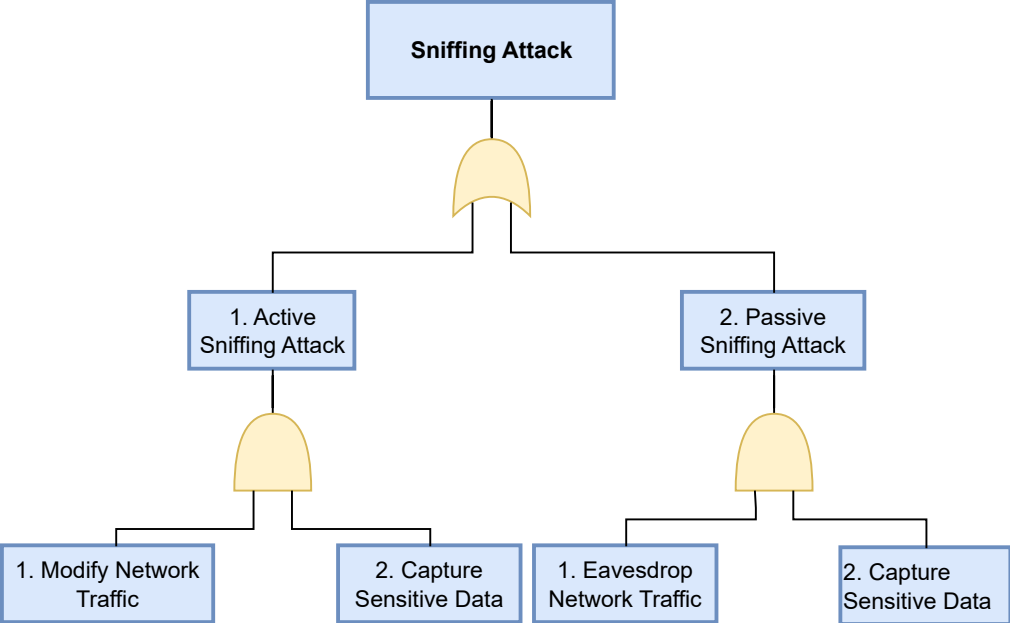 Sniffing Attack
1. Active
Sniffing Attack
2. Passive
Sniffing Attack
1. Modify Network
Traffic
2. Capture
Sensitive Data
1. Eavesdrop
Network Traffic
2. Capture
Sensitive Data